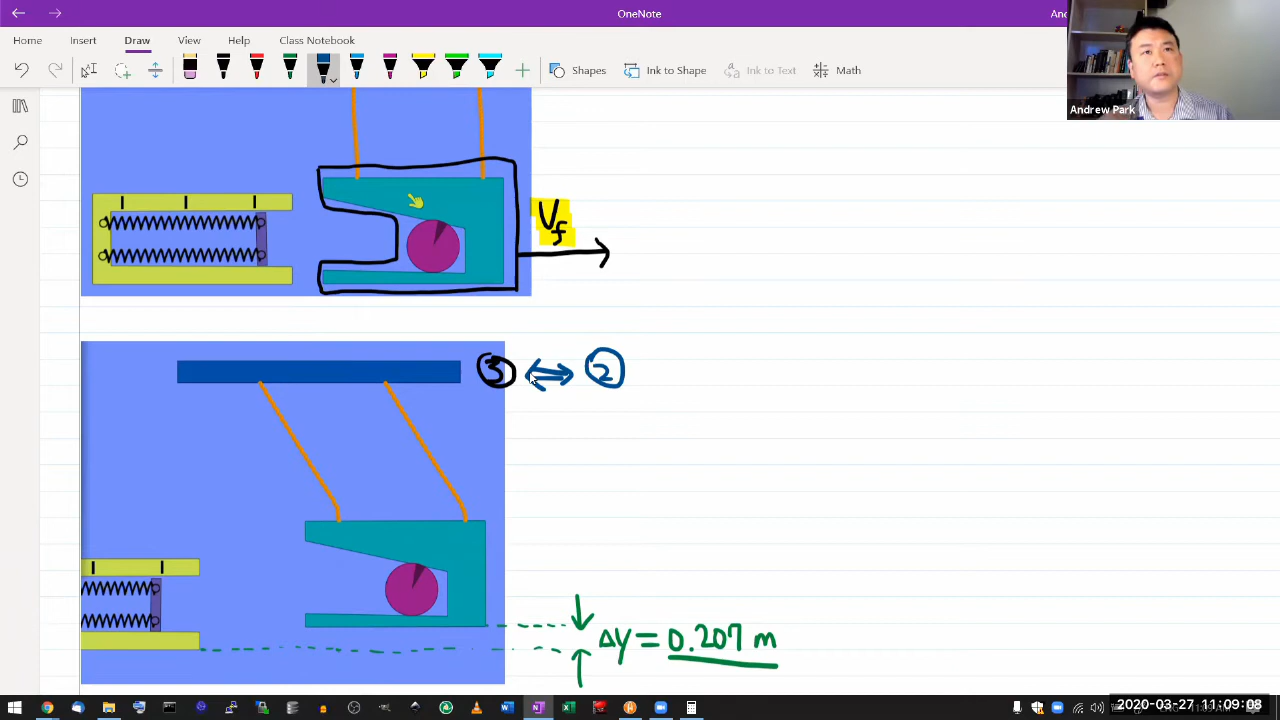 OneNote
An
Home Insert Draw View Help Class Notebook
Shapes Ink to Shape Ink to Text Math
Andrew Park
Vf
3 ⟺ 2
Δy = 0.207 m
2020-03-27 11:09:08